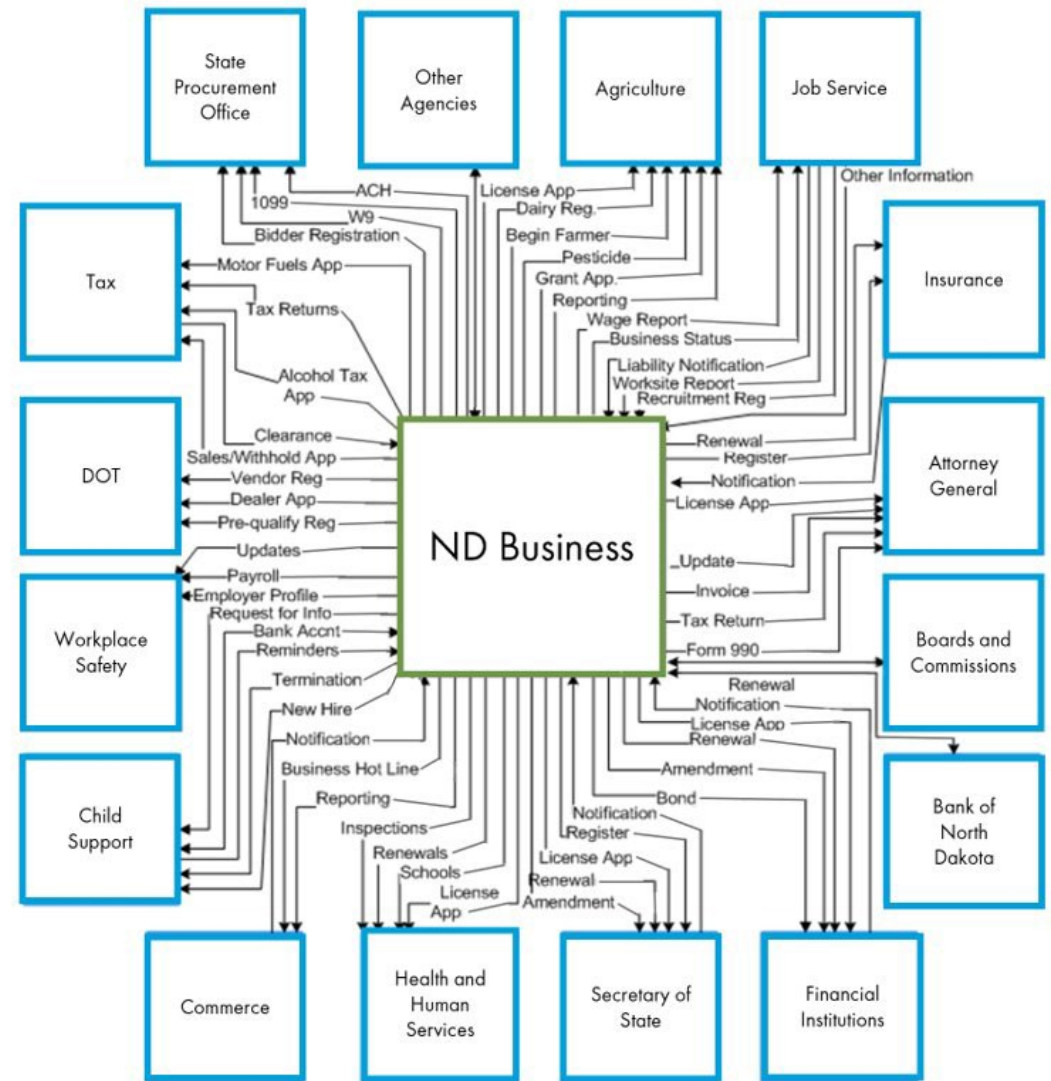 State
Procurement
Office
Other
Agencies
Agriculture
Job Service
Other Information
ACH
License App
1099
Dairy Reg.
W9
Bidder Registration
Begin Farmer
Motor Fuels App
Pesticide
Tax
Grant App.
Insurance
Reporting
Tax Returns
Wage Report
Business Status
Liability Notification
Alcohol Tax
App
Worksite Report
Recruitment Reg
Clearance
Renewal
Sales/Withhold App
Register
DOT
Vendor Reg
Notification
Attorney
General
Dealer App
License App
Pre-qualify Reg
ND Business
Updates
Update
Payroll
Employer Profile
Invoice
Request for Info
Tax Return
Workplace
Safety
Bank Accnt
Boards and
Commissions
Reminders
Form 990
Termination
Renewal
New Hire
Notification
License App
Notification
Renewal
Business Hot Line
Amendment
Reporting
Bond
Child
Support
Notification
Bank of
North
Dakota
Inspections
Register
Renewals
License App
Schools
Renewal
License
App
Amendment
Commerce
Health and
Human
Services
Secretary of
State
Financial
Institutions